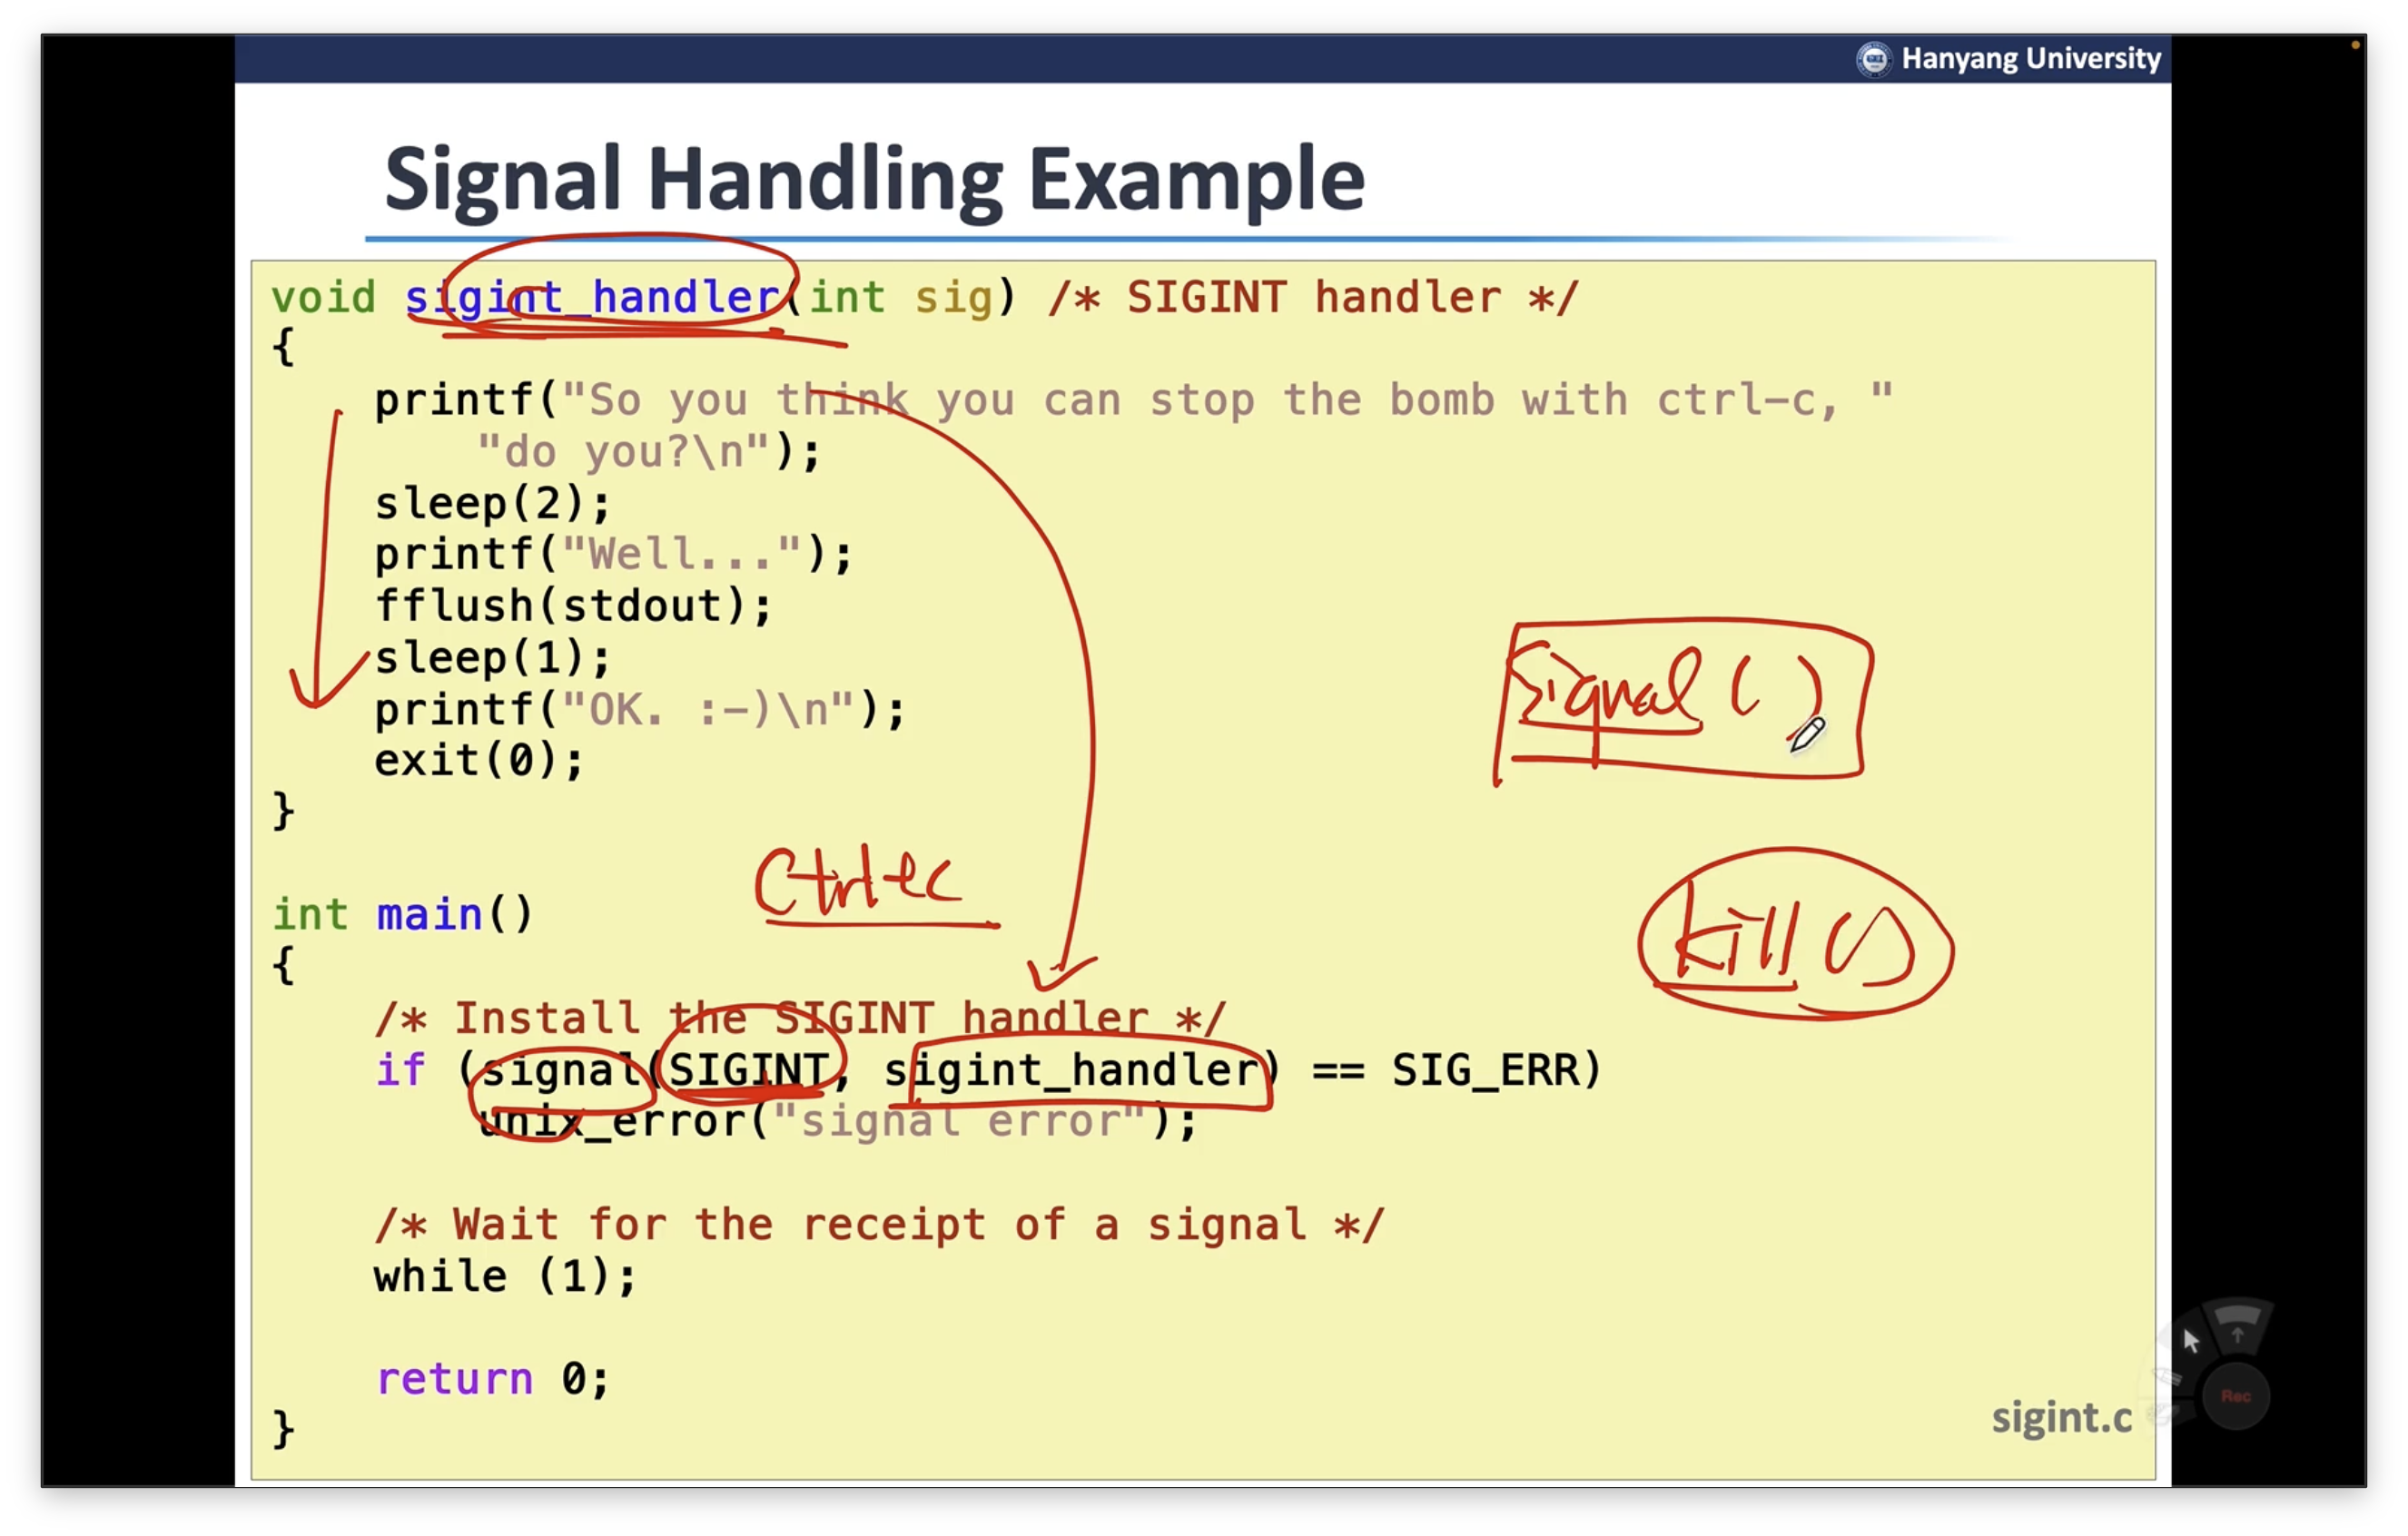 Hanyang University
Signal Handling Example
void sigint_handler(int sig) /* SIGINT handler */
{
printf("So you think you can stop the bomb with ctrl-c, "
"do you?\n");
sleep(2);
printf("Well...");
fflush(stdout);
sleep(1);
signal()
printf("OK. :-)\n");
exit(0);
}
Ctrl+c
int main()
kill()
{
/* Install the SIGINT handler */
if (signal(SIGINT, sigint_handler) == SIG_ERR)
unix_error("signal error");
/* Wait for the receipt of a signal */
while (1);
return 0;
Rec
sigint.c
}